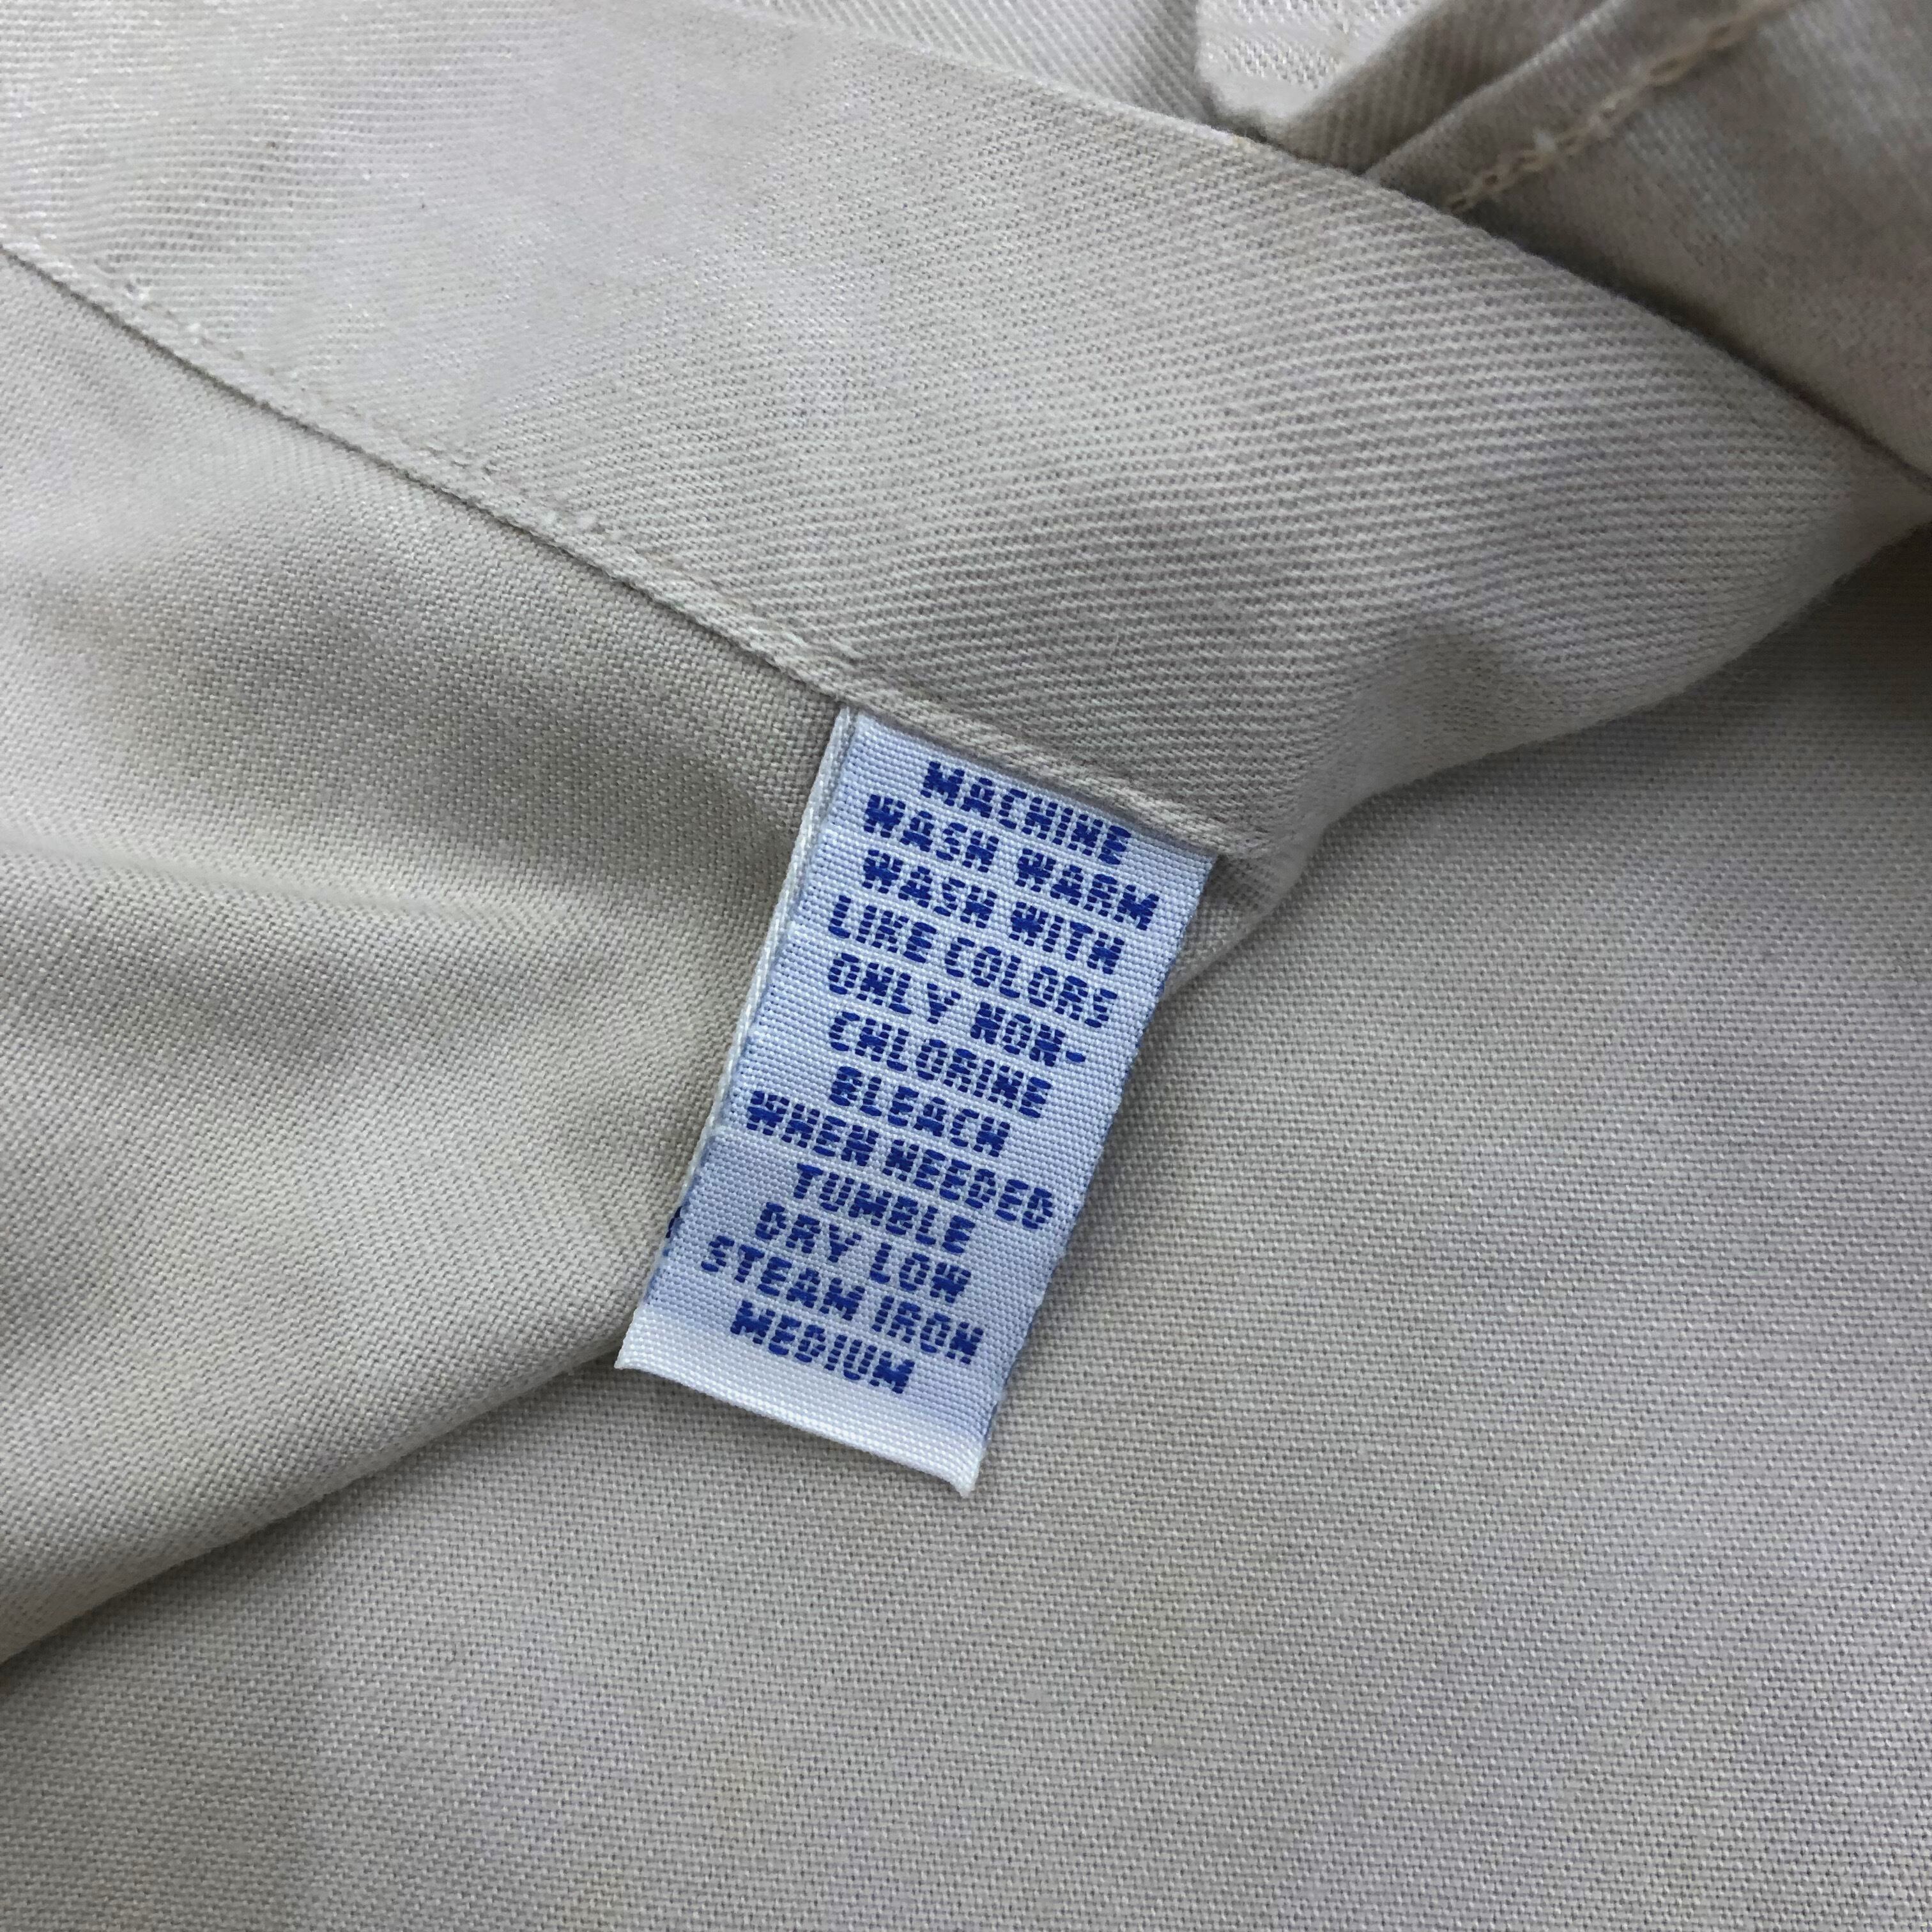 MACHINE
WASH WARM
WASH WITH
LIKE COLORS
ONLY NON-
CHLORINE
BLEACH
WHEN NEEDED
TUMBLE
DRY LOW
STEAM IRON
MEDIUM